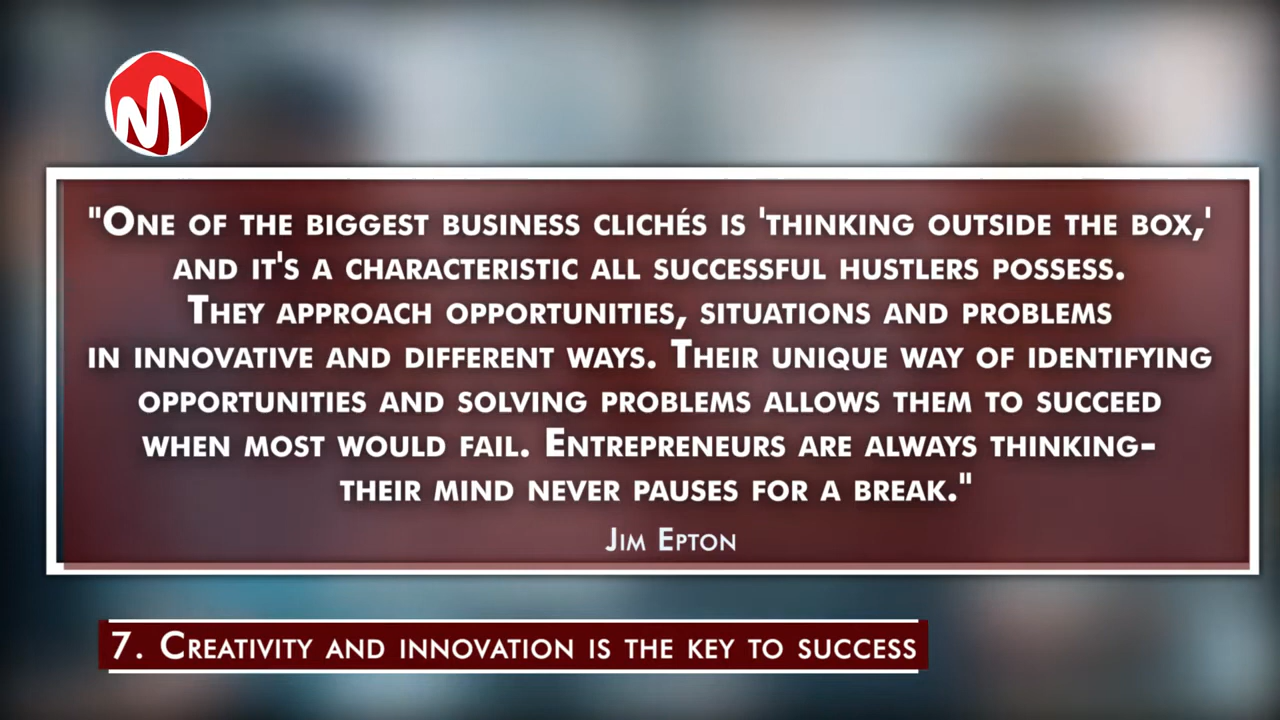 "One of the biggest business clichés is 'thinking outside the box,'
and it's a characteristic all successful hustlers possess.
They approach opportunities, situations and problems
in innovative and different ways. Their unique way of identifying
opportunities and solving problems allows them to succeed
when most would fail. Entrepreneurs are always thinking-
their mind never pauses for a break."
Jim Epton
7. Creativity and innovation is the key to success